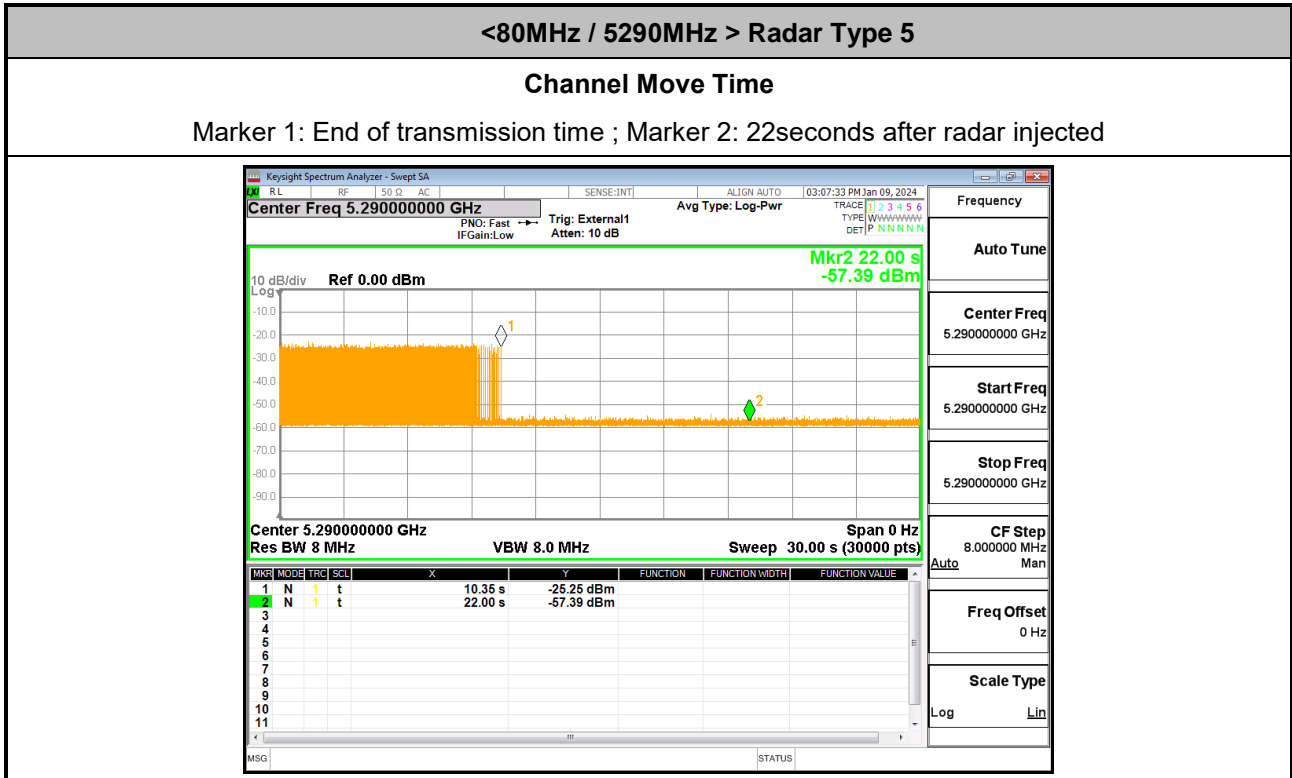 <80MHz / 5290MHz > Radar Type 5
Channel Move Time
Marker 1: End of transmission time ; Marker 2: 22seconds after radar injected
Keysight Spectrum Analyzer - Swept SA
LXI RL RF 50 Ω AC SENSE:INT ALIGN AUTO 03:07:33 PM Jan 09, 2024
Center Freq 5.290000000 GHz
PNO: Fast
IFGain:Low
Trig: External1
Atten: 10 dB
Avg Type: Log-Pwr
TRACE 1 2 3 4 5 6
TYPE WWWWWWW
DET P N N N N N
Mkr2 22.00 s
-57.39 dBm
10 dB/div Ref 0.00 dBm
Log
-10.0
-20.0
-30.0
-40.0
-50.0
-60.0
-70.0
-80.0
-90.0
1
2
Center 5.290000000 GHz Span 0 Hz
Res BW 8 MHz VBW 8.0 MHz Sweep 30.00 s (30000 pts)
MKR MODE TRC SCL X Y FUNCTION FUNCTION WIDTH FUNCTION VALUE
1 N 1 t 10.35 s -25.25 dBm
2 N 1 t 22.00 s -57.39 dBm
3
4
5
6
7
8
9
10
11
MSG STATUS
Frequency
Auto Tune
Center Freq
5.290000000 GHz
Start Freq
5.290000000 GHz
Stop Freq
5.290000000 GHz
CF Step
8.000000 MHz
Auto Man
Freq Offset
0 Hz
Scale Type
Log Lin